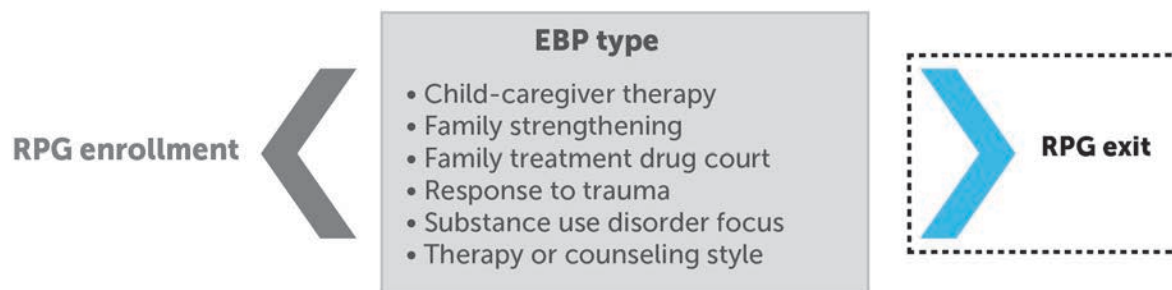 RPG enrollment
EBP type
• Child-caregiver therapy
• Family strengthening
• Family treatment drug court
• Response to trauma
• Substance use disorder focus
• Therapy or counseling style
RPG exit